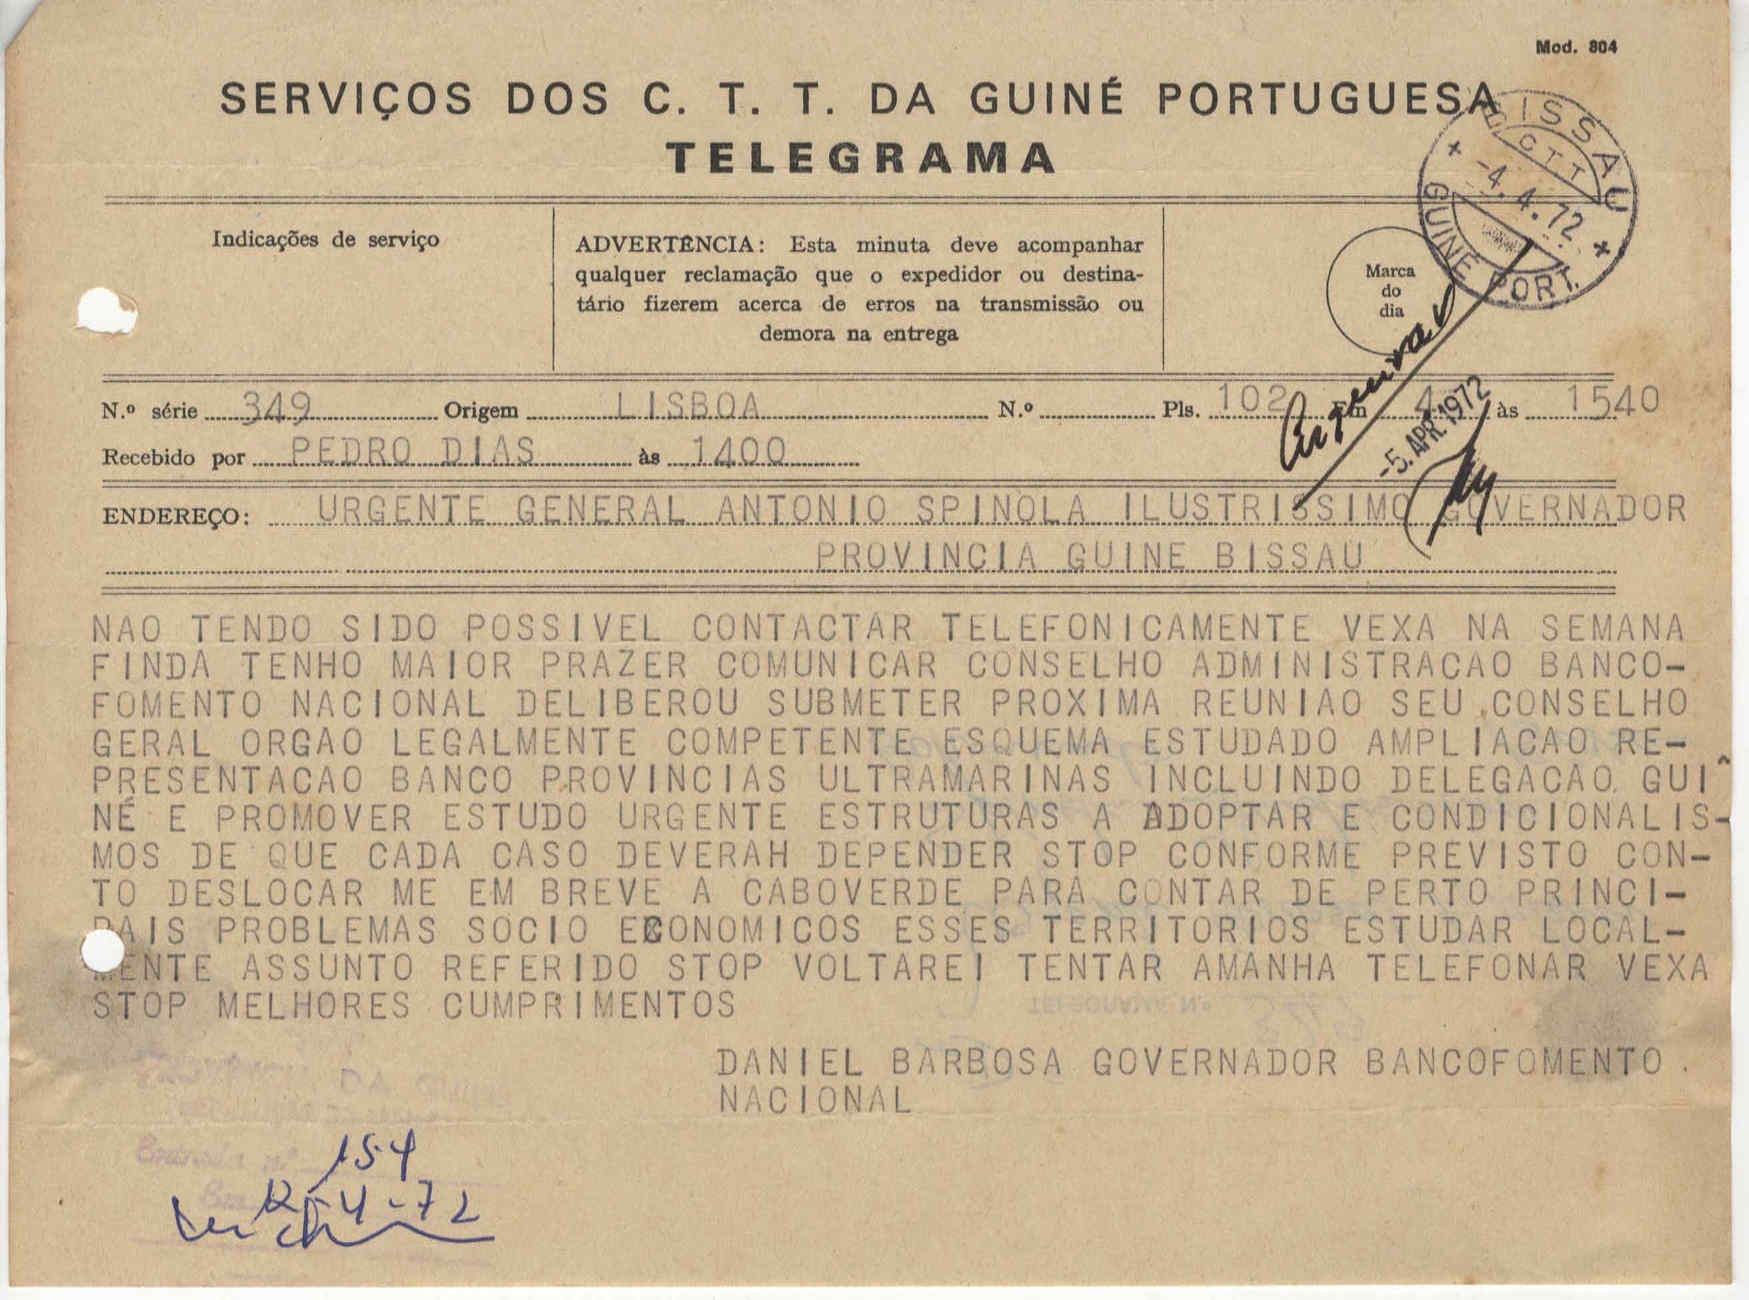 Mod. 804
SERVIÇOS DOS C. T. T. DA GUINÉ PORTUGUESA
TELEGRAMA
BISSAU
CTT
-4. 4. 72
GUINÉ PORT.
Indicações de serviço
ADVERTÊNCIA: Esta minuta deve acompanhar
qualquer reclamação que o expedidor ou destina-
tário fizerem acerca de erros na transmissão ou
demora na entrega
Marca
do
dia
Arquivar
-5. APR. 1972
N.º série 349 Origem LISBOA N.º Pls. 102 Em 4 às 1540
Recebido por PEDRO DIAS às 1400
ENDEREÇO: URGENTE GENERAL ANTONIO SPINOLA ILUSTRISSIMO GOVERNADOR
PROVINCIA GUINE BISSAU
NAO TENDO SIDO POSSIVEL CONTACTAR TELEFONICAMENTE VEXA NA SEMANA
FINDA TENHO MAIOR PRAZER COMUNICAR CONSELHO ADMINISTRACAO BANCO-
FOMENTO NACIONAL DELIBEROU SUBMETER PROXIMA REUNIAO SEU CONSELHO
GERAL ORGAO LEGALMENTE COMPETENTE ESQUEMA ESTUDADO AMPLIACAO RE-
PRESENTACAO BANCO PROVINCIAS ULTRAMARINAS INCLUINDO DELEGACAO GUI-
NÉ E PROMOVER ESTUDO URGENTE ESTRUTURAS A ADOPTAR E CONDICIONALIS-
MOS DE QUE CADA CASO DEVERAH DEPENDER STOP CONFORME PREVISTO CON-
TO DESLOCAR ME EM BREVE A CABOVERDE PARA CONTAR DE PERTO PRINCI-
PAIS PROBLEMAS SOCIO ECONOMICOS ESSES TERRITORIOS ESTUDAR LOCAL-
MENTE ASSUNTO REFERIDO STOP VOLTAREI TENTAR AMANHA TELEFONAR VEXA
STOP MELHORES CUMPRIMENTOS
DANIEL BARBOSA GOVERNADOR BANCOFOMENTO
NACIONAL
154